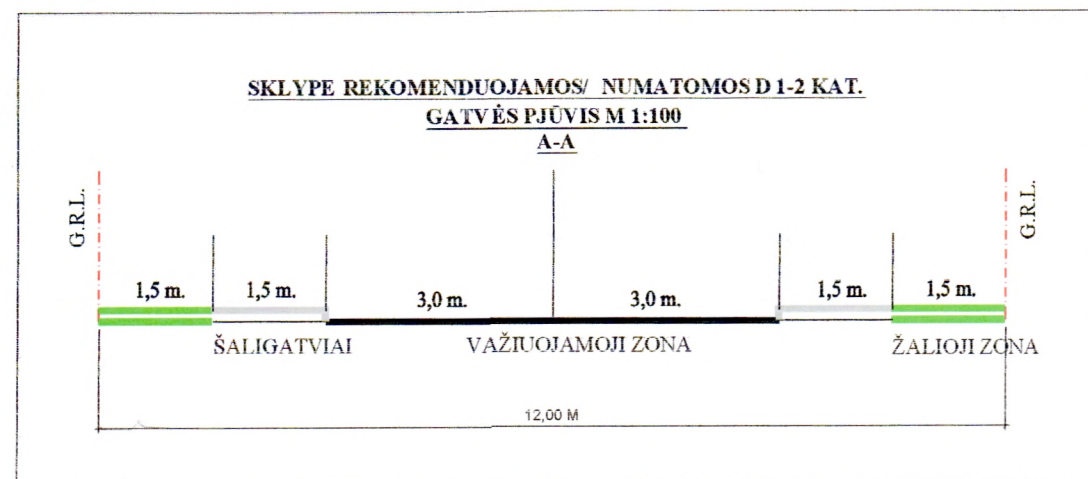 SKLYPE REKOMENDUOJAMOS/ NUMATOMOS D 1-2 KAT.
GATVĖS PJŪVIS M 1:100
A-A
G.R.L.
G.R.L.
1,5 m.
1,5 m.
3,0 m.
3,0 m.
1,5 m.
1,5 m.
ŠALIGATVIAI
VAŽIUOJAMOJI ZONA
ŽALIOJI ZONA
12,00 M